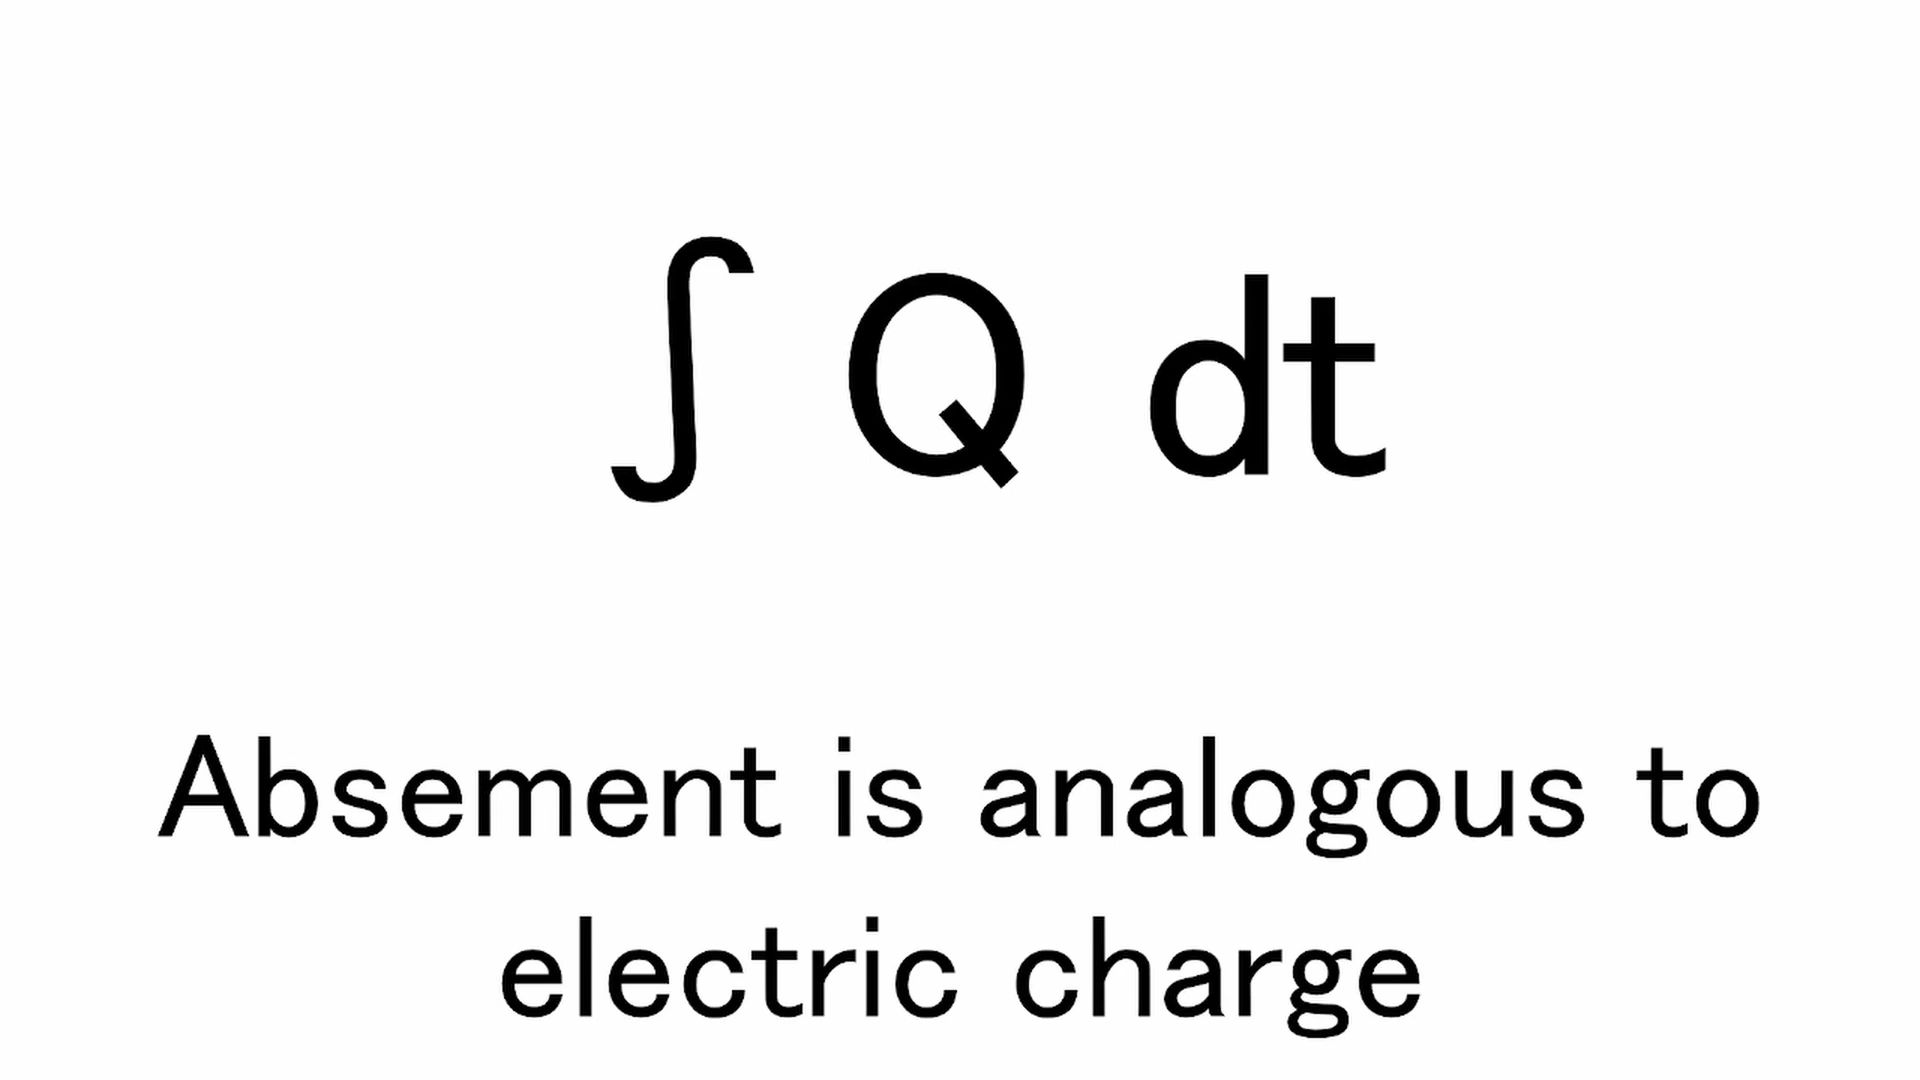 ∫ Q dt
Absement is analogous to
electric charge